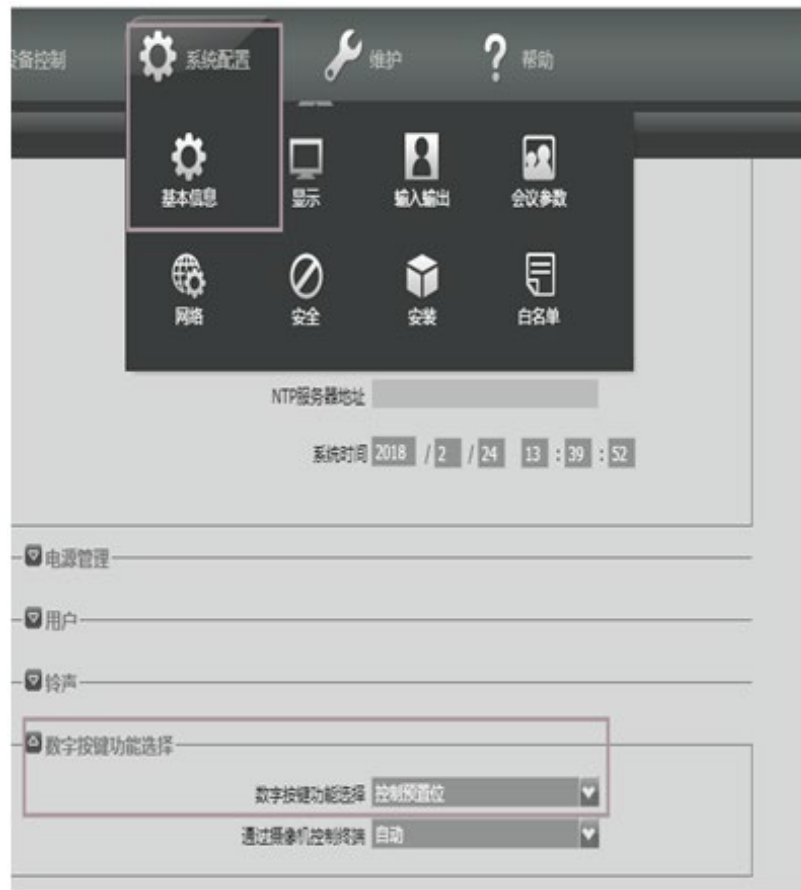 设备控制 系统配置 维护 帮助
基本信息 显示 输入输出 会议参数
网络 安全 安装 白名单
NTP服务器地址
系统时间 2018 / 2 / 24 13 : 39 : 52
电源管理
用户
铃声
数字按键功能选择
数字按键功能选择 控制预置位
通过摄像机控制终端 自动